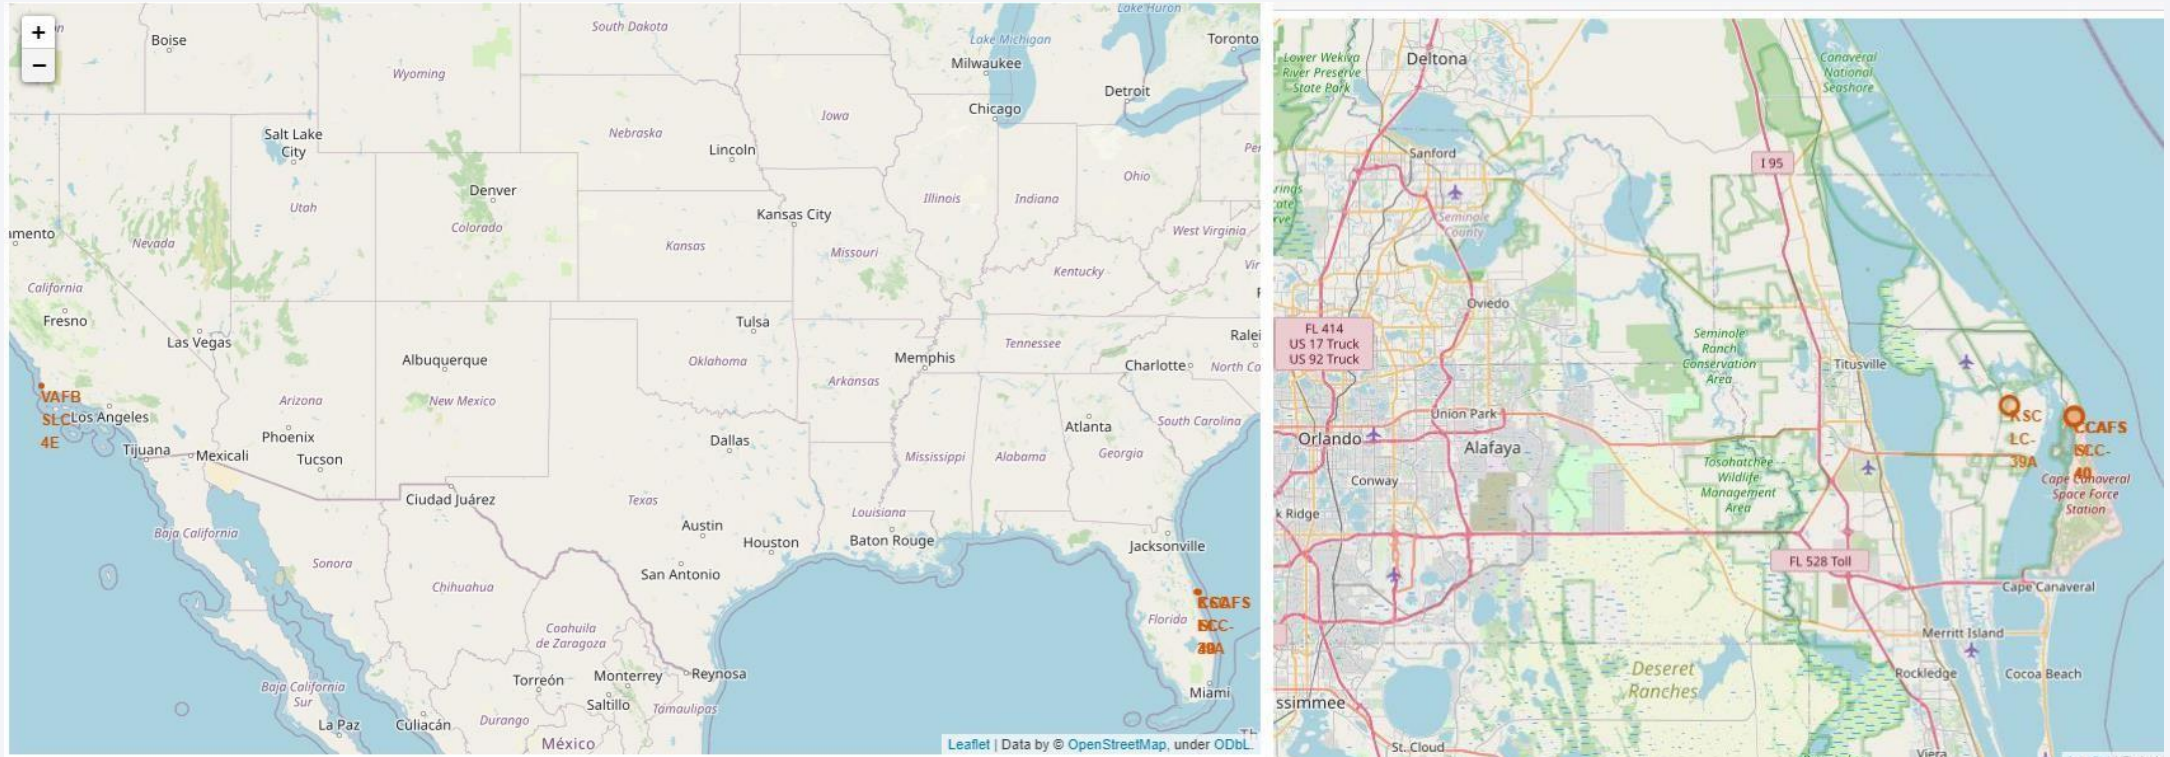 +
−
Boise
South Dakota
Lake Huron
Lake Michigan
Toronto
Milwaukee
Wyoming
Detroit
Chicago
Iowa
Salt Lake
City
Nebraska
Lincoln
Ohio
Denver
Illinois
Indiana
Utah
Kansas City
Colorado
West Virginia
Nevada
Kansas
Missouri
Kentucky
California
Fresno
Tulsa
Las Vegas
Tennessee
Memphis
Albuquerque
Oklahoma
Charlotte
Arkansas
VAFB
SLC-
4E
Los Angeles
Arizona
New Mexico
South Carolina
Atlanta
Phoenix
Dallas
Tijuana
Mexicali
Tucson
Mississippi
Alabama
Georgia
Ciudad Juárez
Texas
Louisiana
Baja California
Austin
Houston
Baton Rouge
Jacksonville
Sonora
San Antonio
Chihuahua
Florida
Coahuila
de Zaragoza
Reynosa
Monterrey
Torreón
Miami
Baja California
Sur
Saltillo
Tamaulipas
La Paz
Culiacán
Durango
México
Leaflet | Data by © OpenStreetMap, under ODbL.
Lower Wekiva
River Preserve
State Park
Deltona
Canaveral
National
Seashore
Sanford
I 95
Seminole
County
Oviedo
FL 414
US 17 Truck
US 92 Truck
Seminole
Ranch
Conservation
Area
Titusville
KSC
LC-
39A
CCAFS
Union Park
Orlando
Alafaya
Tosohatchee
Wildlife
Management
Area
40
Cape Canaveral
Space Force
Station
Conway
FL 528 Toll
Cape Canaveral
Merritt Island
Deseret
Ranches
Rockledge
Cocoa Beach
St. Cloud
Viera